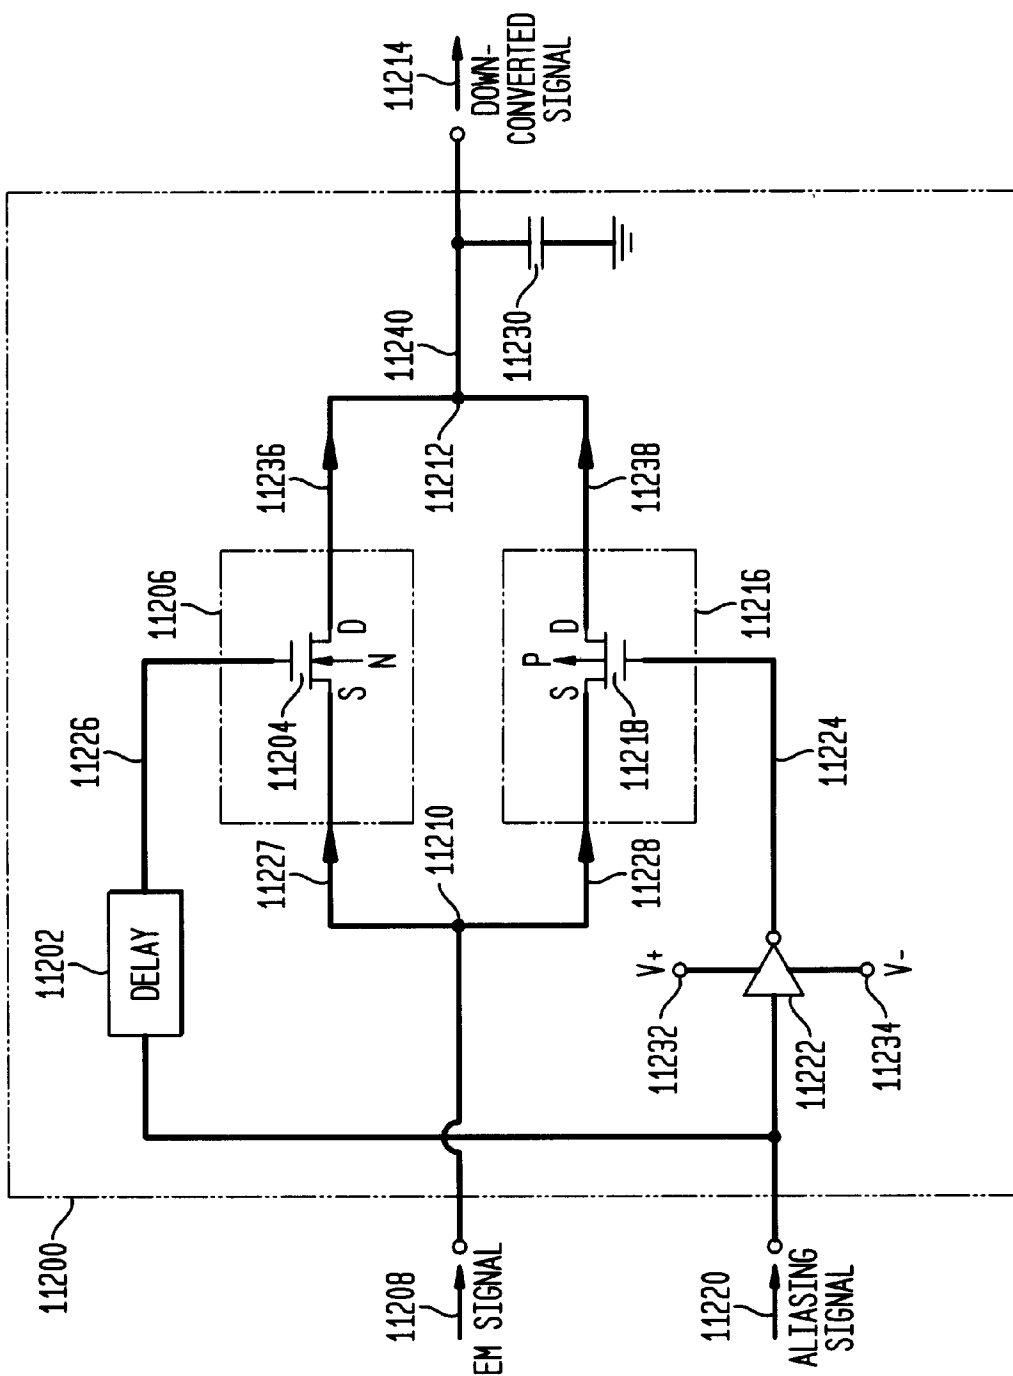 11200
11202
DELAY
11226
11206
11204
S
D
N
11227
11236
11208
EM SIGNAL
11210
11212
11240
11214
DOWN-
CONVERTED
SIGNAL
11230
11228
11238
S
P
D
11218
11216
11220
ALIASING
SIGNAL
11232
V+
11222
11234
V-
11224